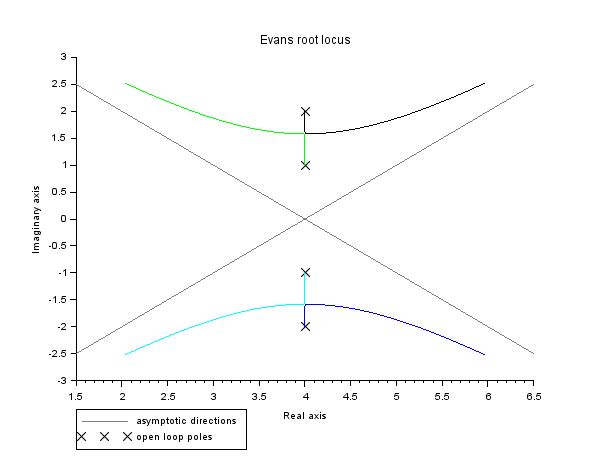 Evans root locus
3
2.5
2
1.5
1
0.5
0
-0.5
-1
-1.5
-2
-2.5
-3
Imaginary axis
1.5 2 2.5 3 3.5 4 4.5 5 5.5 6 6.5
Real axis
asymptotic directions
open loop poles